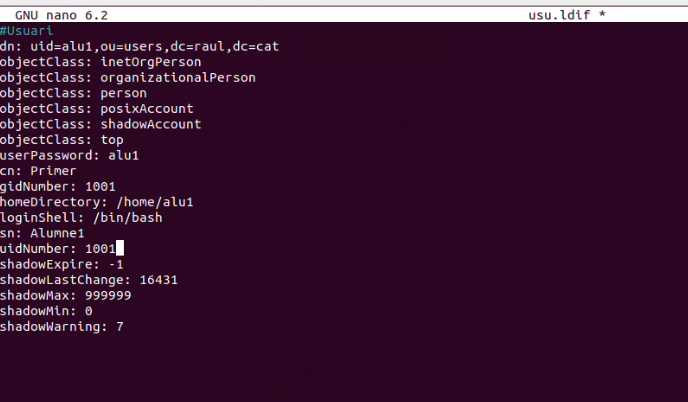 GNU nano 6.2 usu.ldif *
#Usuari
dn: uid=alu1,ou=users,dc=raul,dc=cat
objectClass: inetOrgPerson
objectClass: organizationalPerson
objectClass: person
objectClass: posixAccount
objectClass: shadowAccount
objectClass: top
userPassword: alu1
cn: Primer
gidNumber: 1001
homeDirectory: /home/alu1
loginShell: /bin/bash
sn: Alumne1
uidNumber: 1001
shadowExpire: -1
shadowLastChange: 16431
shadowMax: 999999
shadowMin: 0
shadowWarning: 7